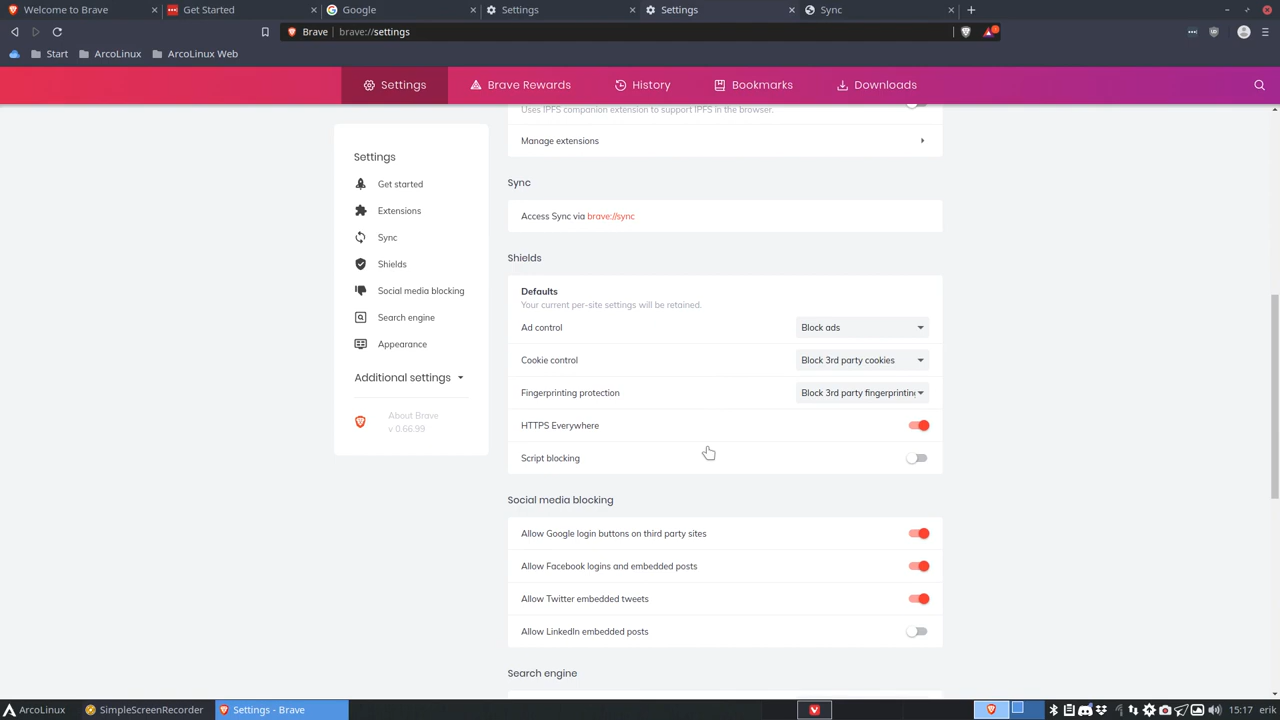 Welcome to Brave
Get Started
Google
Settings
Settings
Sync
Brave
brave://settings
Start
ArcoLinux
ArcoLinux Web
Settings
Brave Rewards
History
Bookmarks
Downloads
Uses IPFS companion extension to support IPFS in the browser.
Manage extensions
Settings
Get started
Extensions
Sync
Shields
Social media blocking
Search engine
Appearance
Additional settings
About Brave
v 0.66.99
Sync
Access Sync via brave://sync
Shields
Defaults
Your current per-site settings will be retained.
Ad control
Block ads
Cookie control
Block 3rd party cookies
Fingerprinting protection
Block 3rd party fingerprinting
HTTPS Everywhere
Script blocking
Social media blocking
Allow Google login buttons on third party sites
Allow Facebook logins and embedded posts
Allow Twitter embedded tweets
Allow LinkedIn embedded posts
Search engine
ArcoLinux
SimpleScreenRecorder
Settings - Brave
15:17
erik